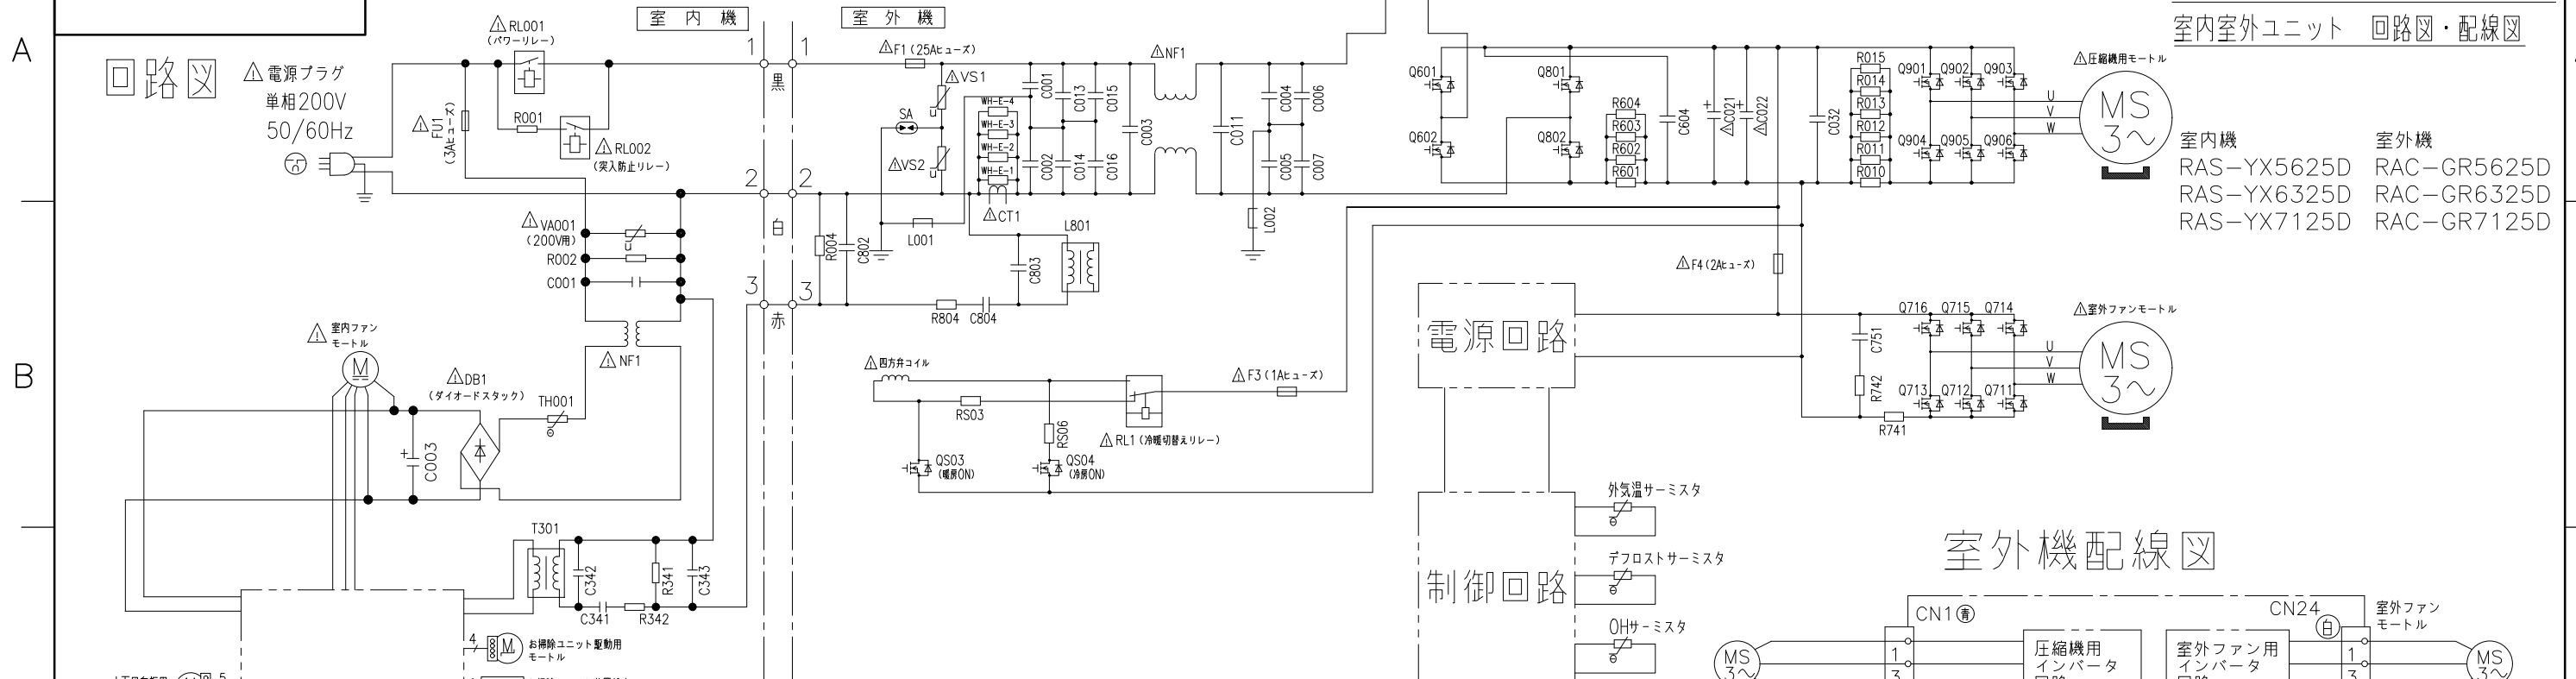 A
回路図
⚠電源プラグ
単相200V
50/60Hz
⚠RL001
(パワーリレー)
⚠FU1
(3Aヒューズ)
R001
⚠RL002
(突入防止リレー)
室内機
室外機
1 1
黒
2 2
白
3 3
赤
⚠VA001
(200V用)
R002
C001
⚠NF1
⚠室内ファン
モートル
M
⚠DB1
(ダイオードスタック)
TH001
C003
B
T301
C342
C341
R341
R342
C343
4
M
お掃除ユニット駆動用
モートル
5
⚠F1(25Aヒューズ)
⚠VS1
SA
⚠VS2
WH-E-4
WH-E-3
WH-E-2
WH-E-1
⚠CT1
L001
C001
C002
C013
C014
C015
C016
C003
⚠NF1
C011
C004
C005
C006
C007
L002
R004
C802
C803
L801
R804
C804
⚠四方弁コイル
RS03
QS03
(暖房ON)
RS06
QS04
(冷房ON)
⚠RL1(冷暖切替えリレー)
⚠F3(1Aヒューズ)
Q601
Q602
Q801
Q802
R604
R603
R602
R601
C604
⚠C021
⚠C022
C032
R015
R014
R013
R012
R011
R010
Q901 Q902 Q903
Q904 Q905 Q906
U
V
W
⚠圧縮機用モートル
MS
3～
⚠F4(2Aヒューズ)
電源回路
C751
R742
R741
Q716 Q715 Q714
Q713 Q712 Q711
U
V
W
⚠室外ファンモートル
MS
3～
制御回路
外気温サーミスタ
デフロストサーミスタ
OHサーミスタ
室内室外ユニット 回路図・配線図
室内機 室外機
RAS-YX5625D RAC-GR5625D
RAS-YX6325D RAC-GR6325D
RAS-YX7125D RAC-GR7125D
室外機配線図
CN1 青
CN24
白
室外ファン
モートル
MS
3～
1
3
圧縮機用
インバータ
室外ファン用
インバータ
1
3
MS
3～